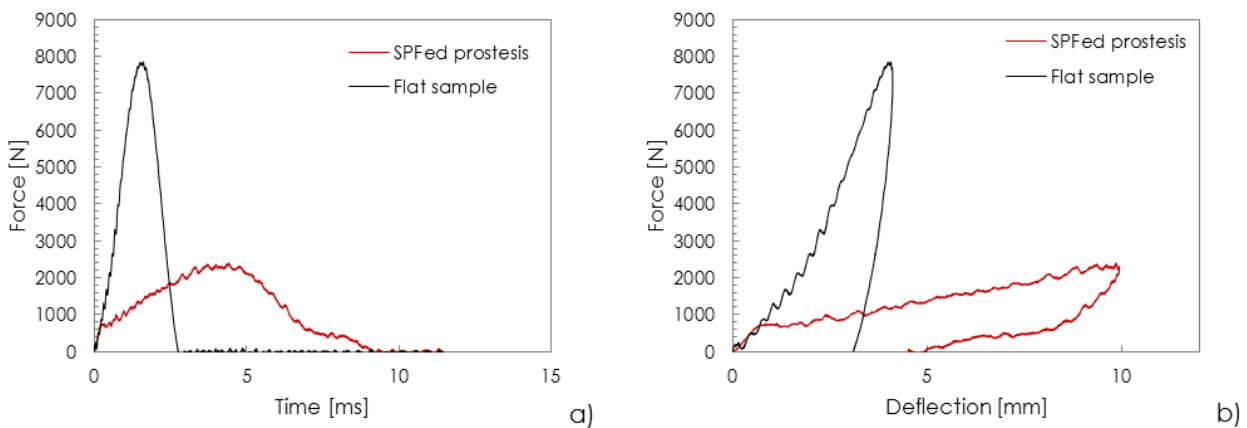 9000
8000
7000
6000
5000
4000
3000
2000
1000
0
Force [N]
SPFed prostesis
Flat sample
0 5 10 15
Time [ms]
a)
9000
8000
7000
6000
5000
4000
3000
2000
1000
0
Force [N]
SPFed prostesis
Flat sample
0 5 10
Deflection [mm]
b)